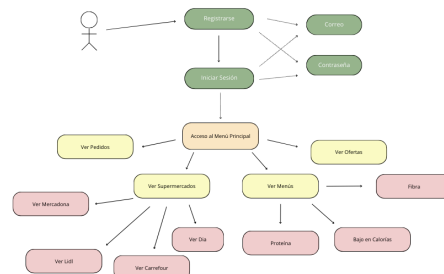 Registrarse
Correo
Contraseña
Iniciar Sesión
Acceso al Menú Principal
Ver Pedidos
Ver Ofertas
Ver Supermercados
Ver Menús
Fibra
Ver Mercadona
Ver Dia
Proteína
Bajo en Calorías
Ver Lidl
Ver Carrefour